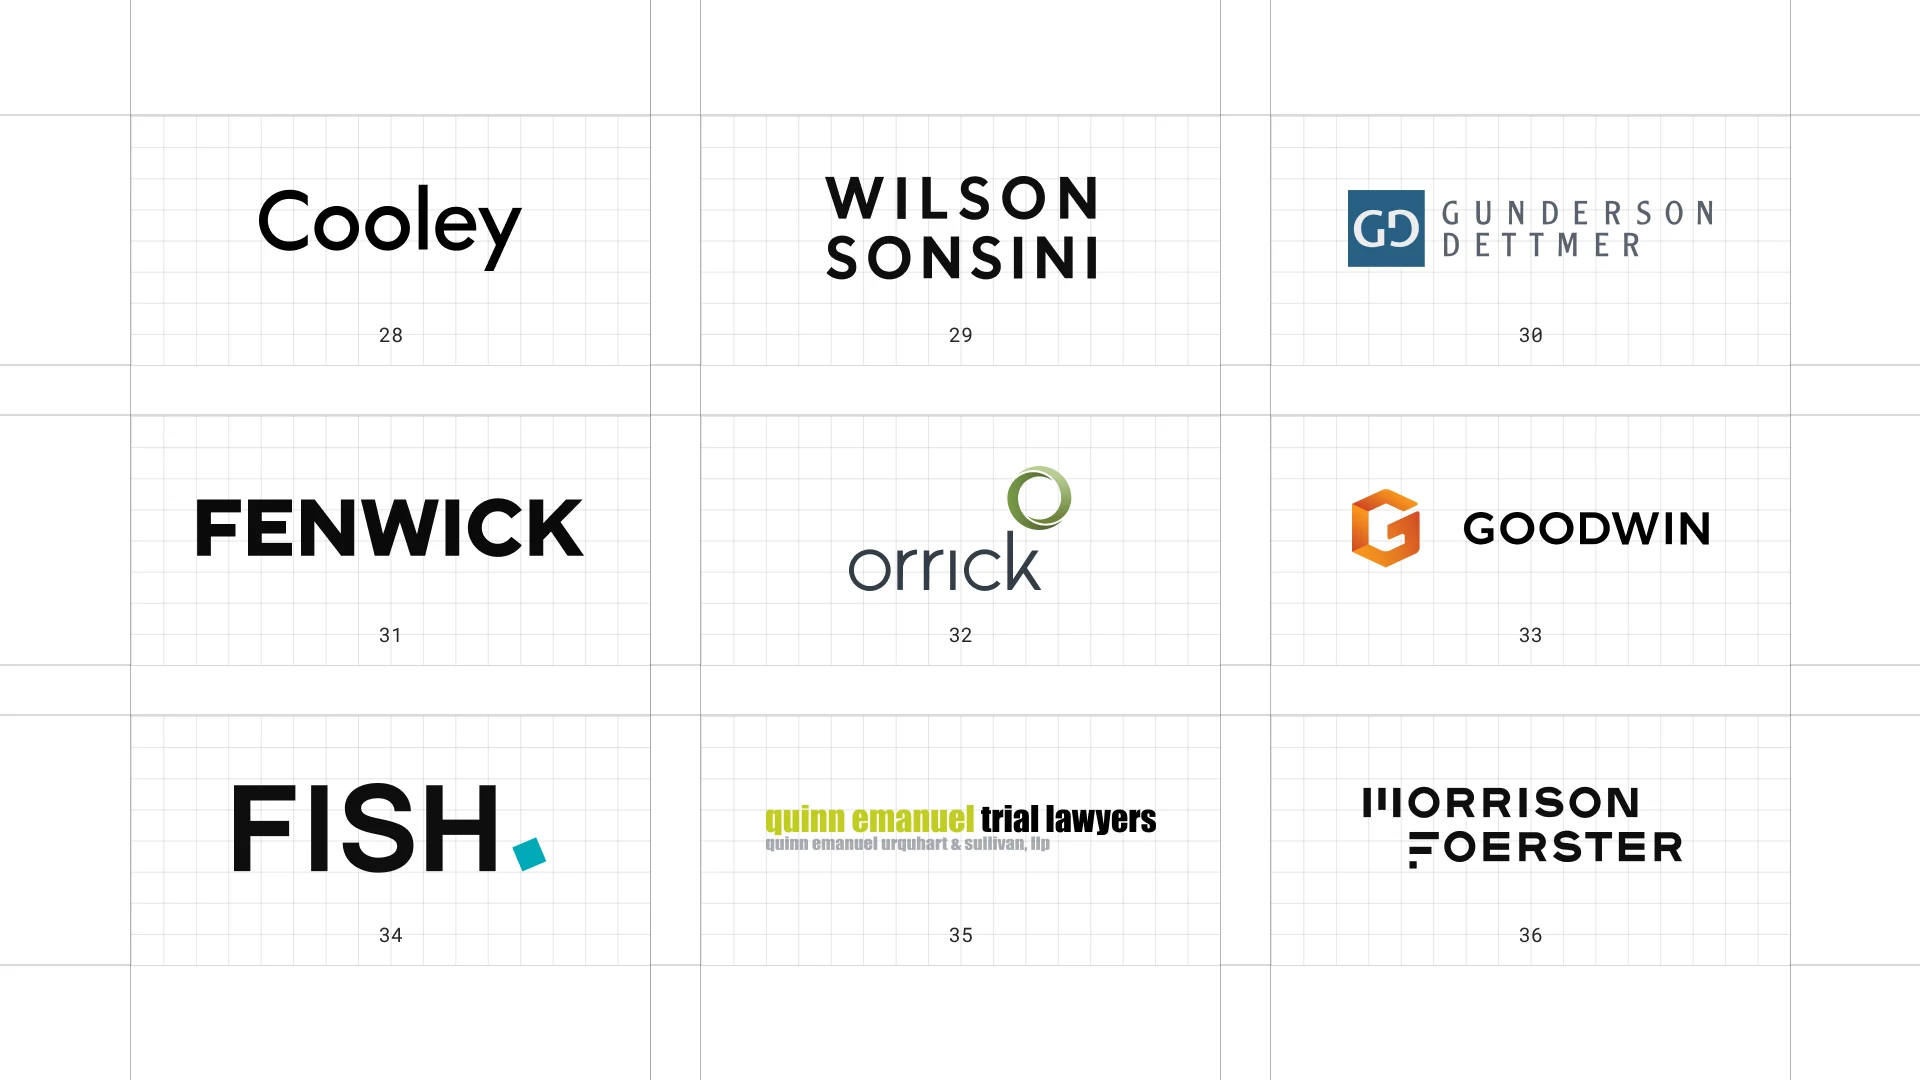 Cooley
28
WILSON
SONSINI
29
GD
GUNDERSON
DETTMER
30
FENWICK
31
orrick
32
G
GOODWIN
33
FISH.
34
quinn emanuel trial lawyers
quinn emanuel urquhart & sullivan, llp
35
MORRISON
FOERSTER
36